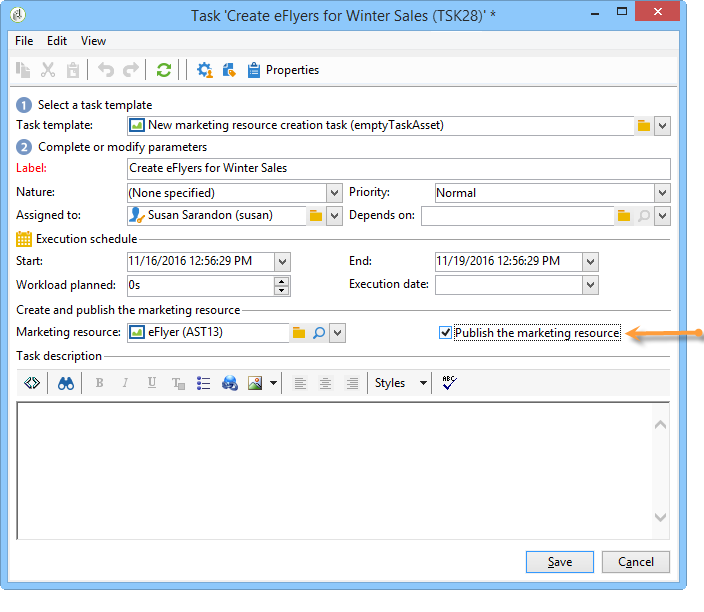 Task 'Create eFlyers for Winter Sales (TSK28)' *
File Edit View
Properties
1 Select a task template
Task template: New marketing resource creation task (emptyTaskAsset)
2 Complete or modify parameters
Label: Create eFlyers for Winter Sales
Nature: (None specified) Priority: Normal
Assigned to: Susan Sarandon (susan) Depends on:
Execution schedule
Start: 11/16/2016 12:56:29 PM End: 11/19/2016 12:56:29 PM
Workload planned: 0s Execution date:
Create and publish the marketing resource
Marketing resource: eFlyer (AST13) Publish the marketing resource
Task description
B I U T Styles ABC
Save Cancel